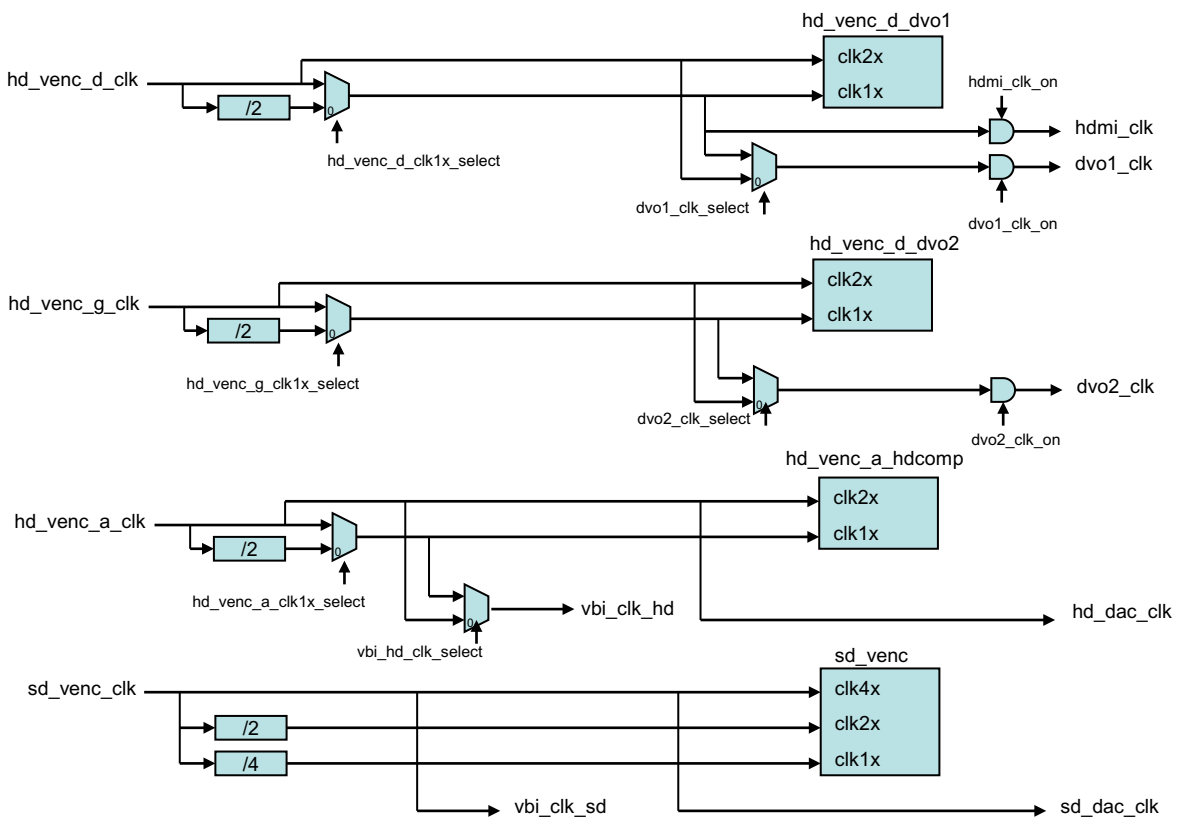 hd_venc_d_dvo1
hd_venc_d_clk
clk2x
clk1x
/2
0
hd_venc_d_clk1x_select
hdmi_clk_on
hdmi_clk
dvo1_clk
0
dvo1_clk_select
dvo1_clk_on
hd_venc_d_dvo2
hd_venc_g_clk
clk2x
clk1x
/2
0
hd_venc_g_clk1x_select
dvo2_clk
0
dvo2_clk_select
dvo2_clk_on
hd_venc_a_hdcomp
hd_venc_a_clk
clk2x
clk1x
/2
0
hd_venc_a_clk1x_select
0
vbi_clk_hd
hd_dac_clk
vbi_hd_clk_select
sd_venc
sd_venc_clk
clk4x
/2
clk2x
/4
clk1x
vbi_clk_sd
sd_dac_clk